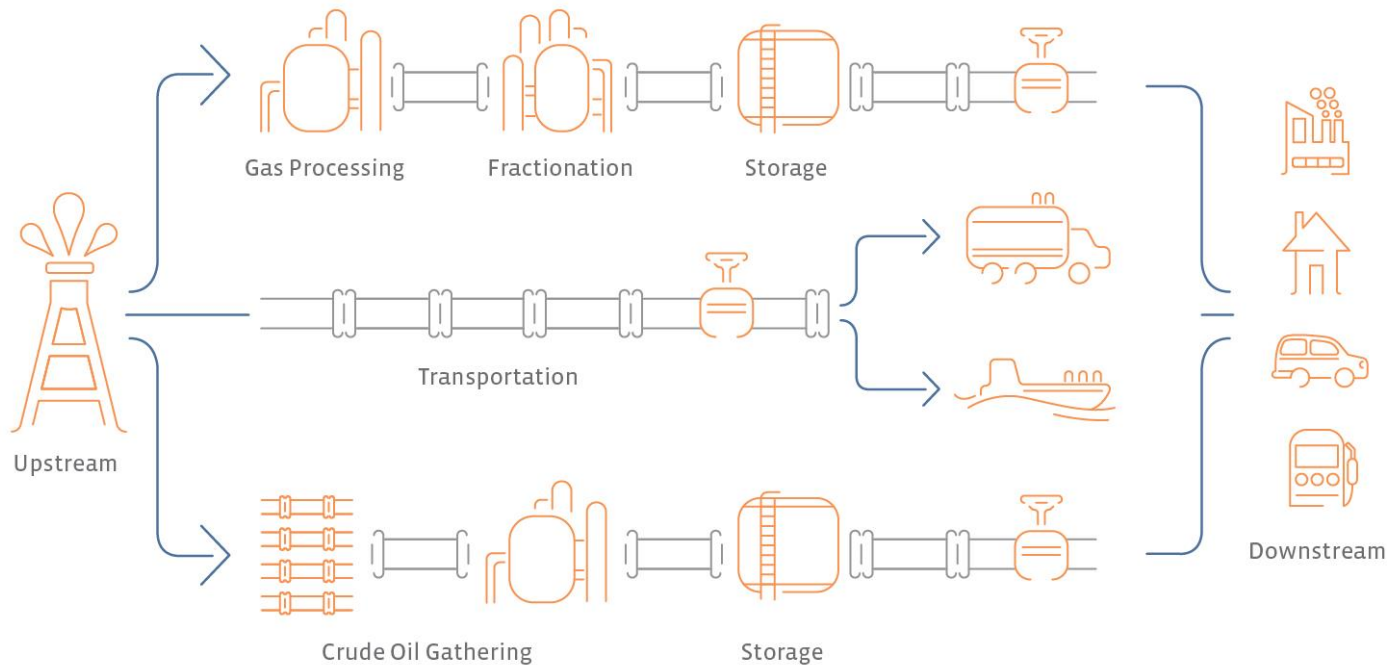 Gas Processing
Fractionation
Storage
Transportation
Upstream
Downstream
Crude Oil Gathering
Storage